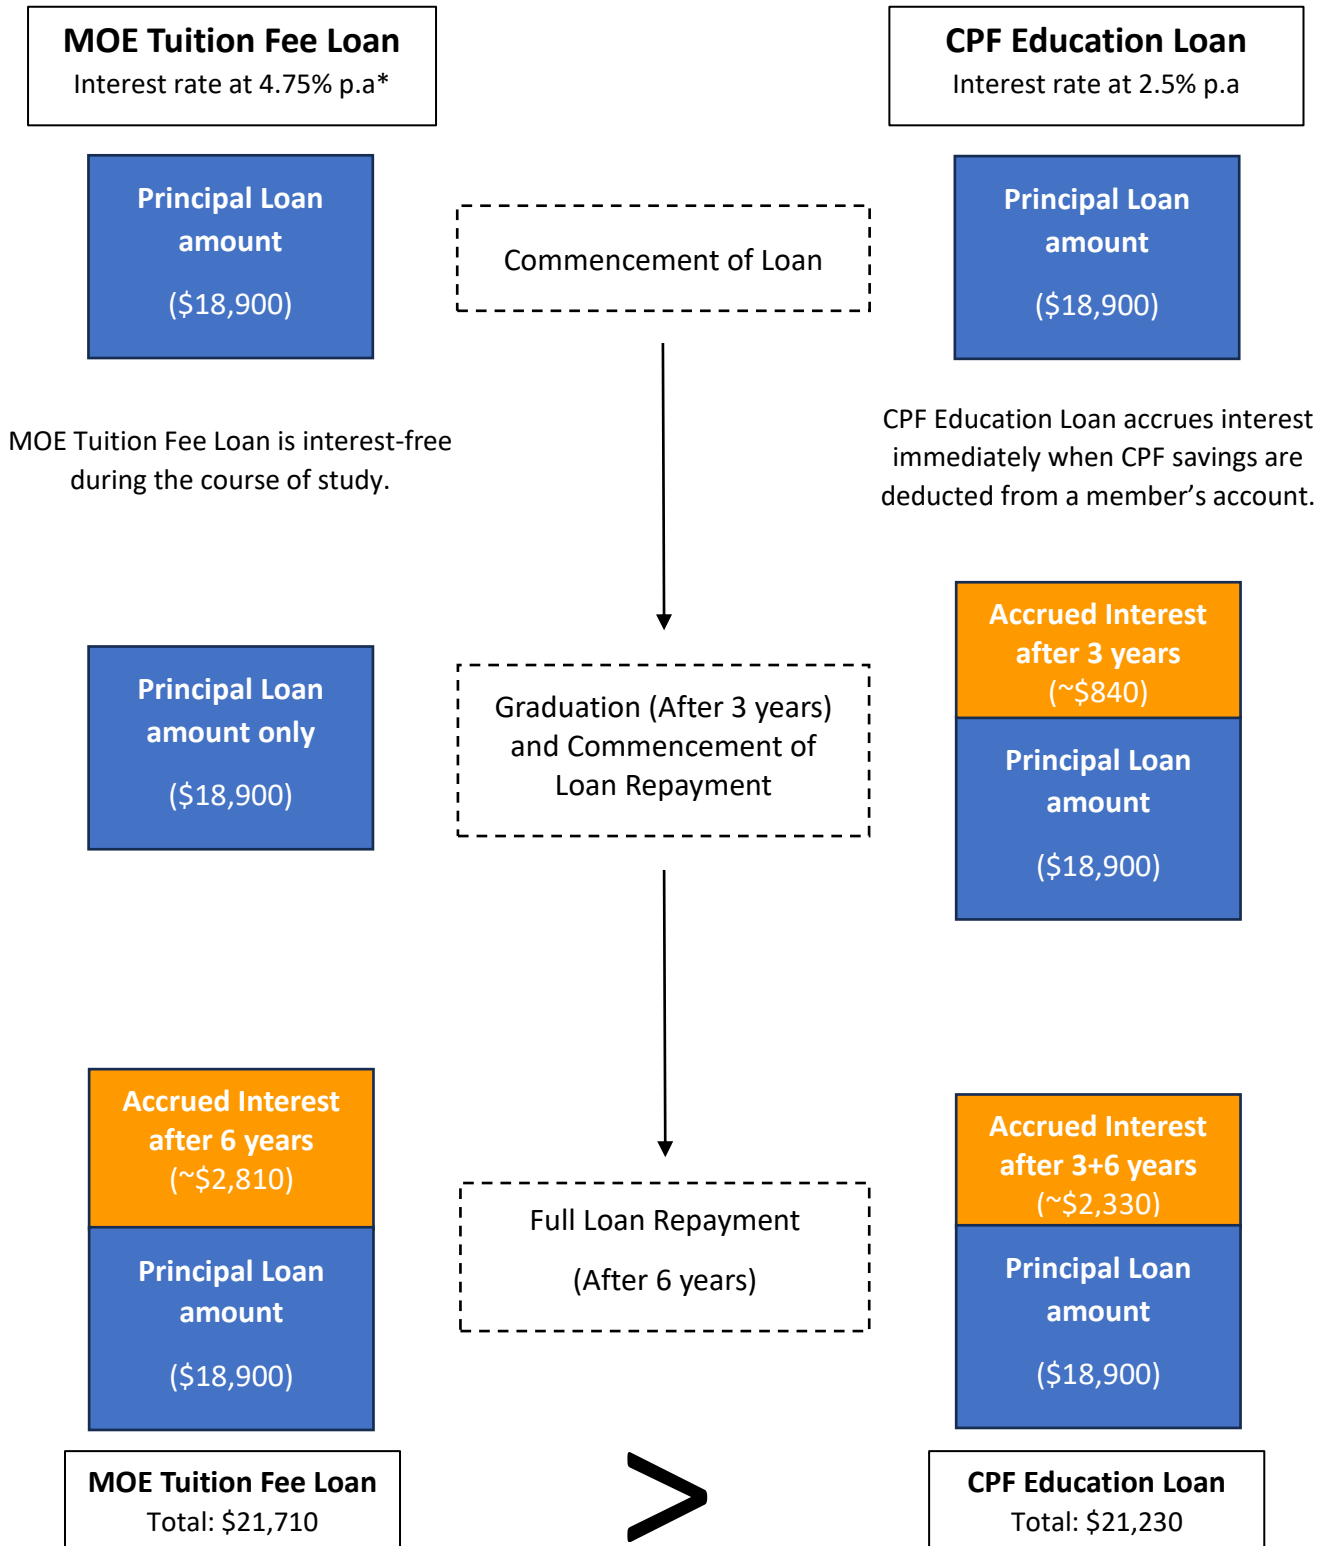 MOE Tuition Fee Loan
Interest rate at 4.75% p.a*
CPF Education Loan
Interest rate at 2.5% p.a
Principal Loan
amount
($18,900)
Commencement of Loan
Principal Loan
amount
($18,900)
MOE Tuition Fee Loan is interest-free
during the course of study.
CPF Education Loan accrues interest
immediately when CPF savings are
deducted from a member’s account.
Principal Loan
amount only
($18,900)
Graduation (After 3 years)
and Commencement of
Loan Repayment
Accrued Interest
after 3 years
(~$840)
Principal Loan
amount
($18,900)
Accrued Interest
after 6 years
(~$2,810)
Principal Loan
amount
($18,900)
Full Loan Repayment
(After 6 years)
Accrued Interest
after 3+6 years
(~$2,330)
Principal Loan
amount
($18,900)
MOE Tuition Fee Loan
Total: $21,710
>
CPF Education Loan
Total: $21,230